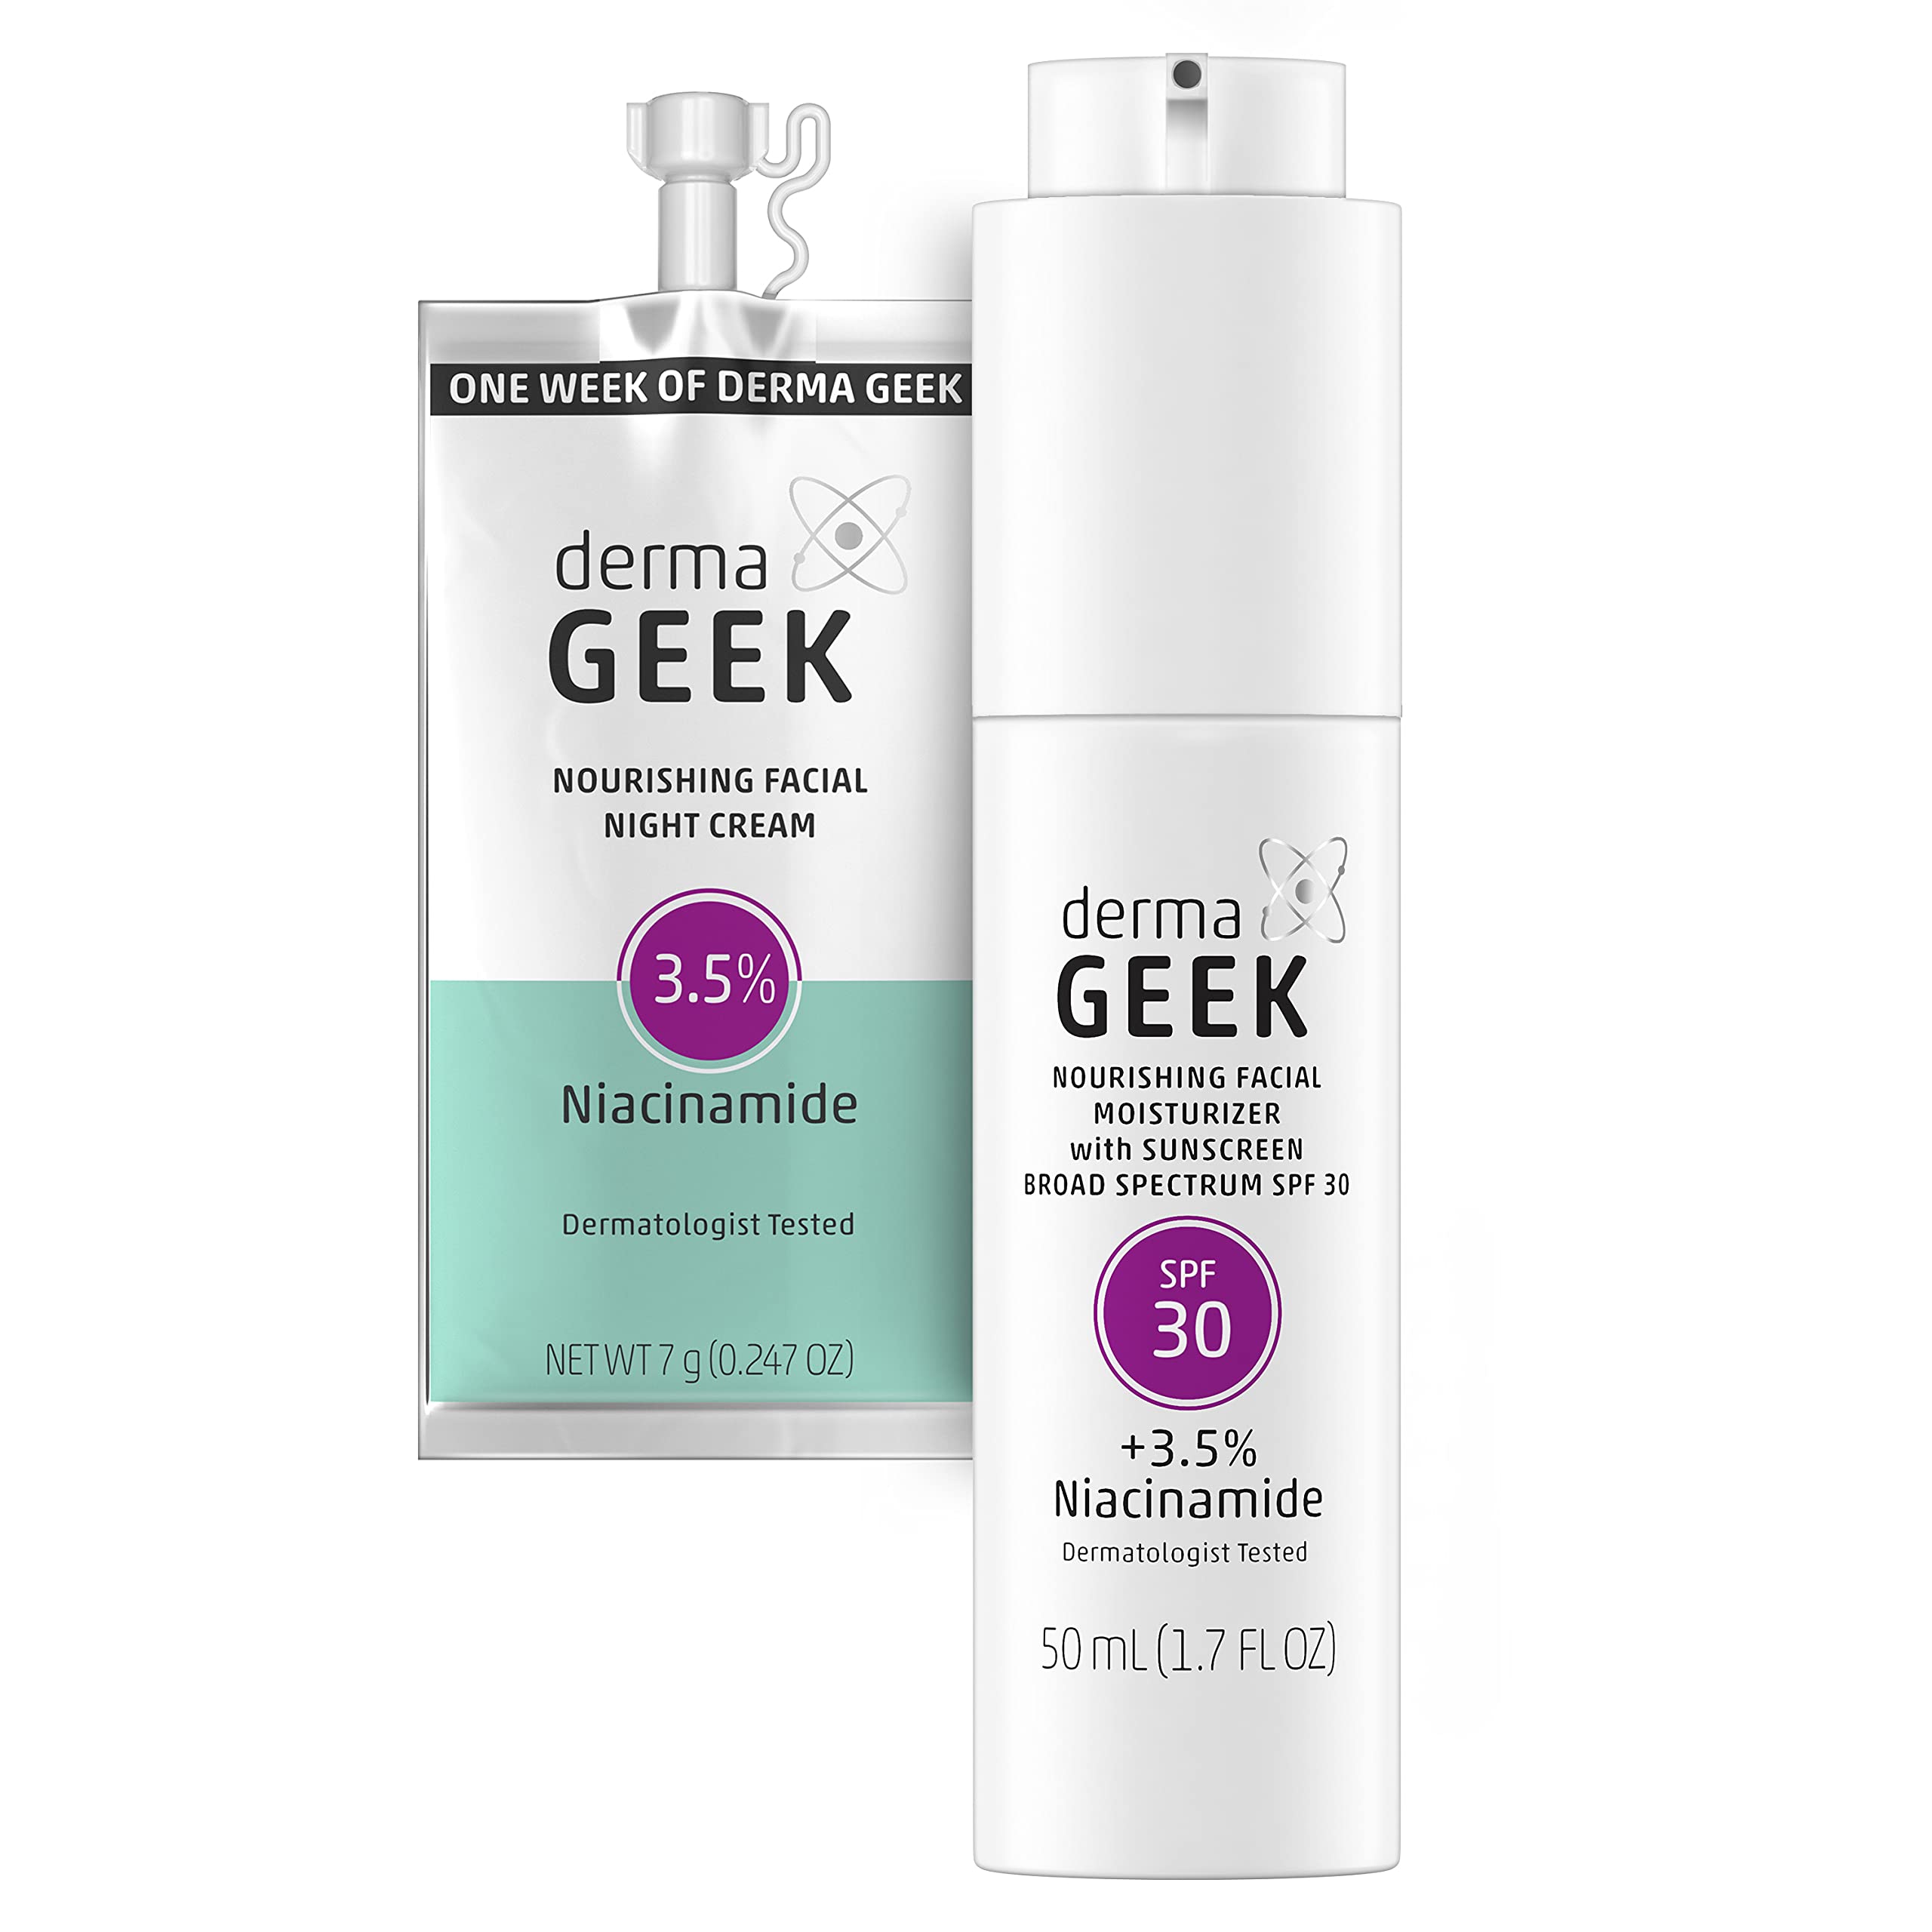 ONE WEEK OF DERMA GEEK
derma
GEEK
NOURISHING FACIAL
NIGHT CREAM
3.5%
Niacinamide
Dermatologist Tested
NET WT 7 g (0.247 OZ)
derma
GEEK
NOURISHING FACIAL
MOISTURIZER
with SUNSCREEN
BROAD SPECTRUM SPF 30
SPF
30
+3.5%
Niacinamide
Dermatologist Tested
50 mL (1.7 FL OZ)